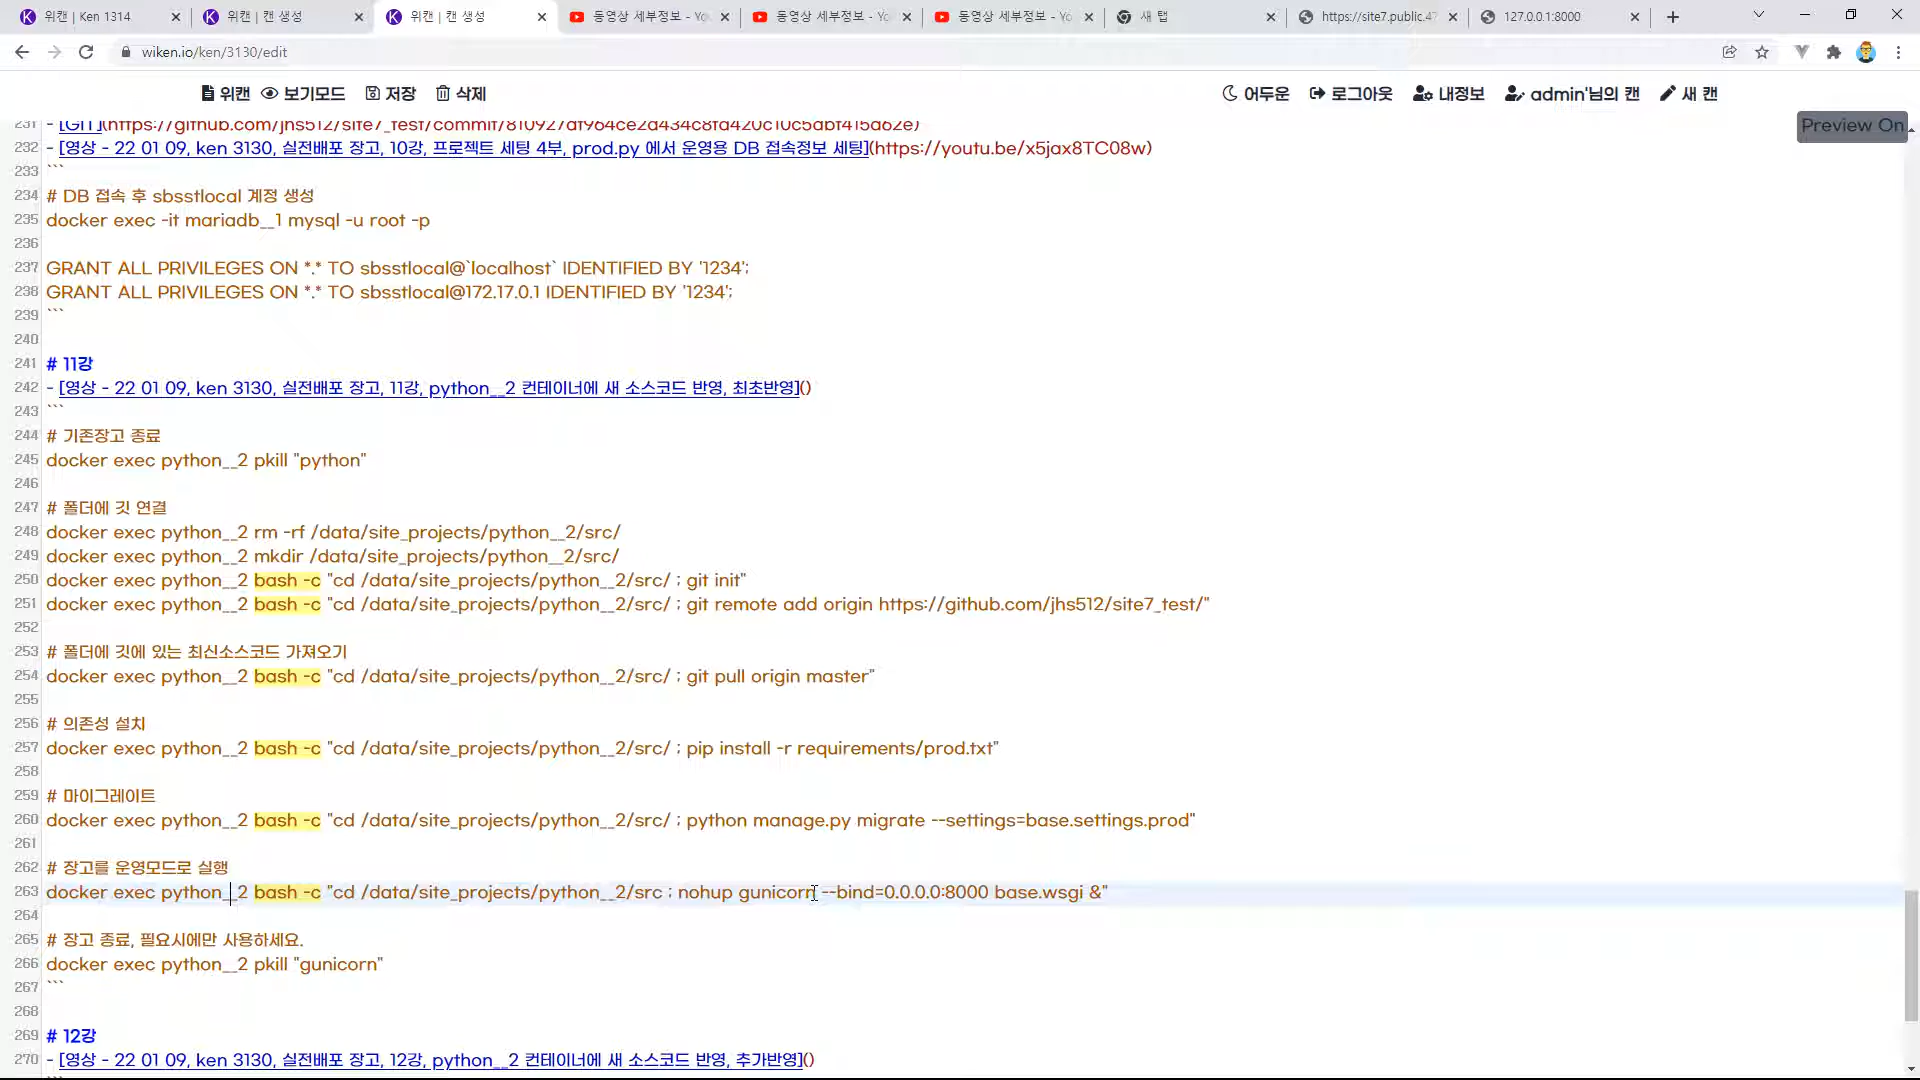 위캔 | Ken 1314
위캔 | 캔 생성
위캔 | 캔 생성
동영상 세부정보 - Yo
동영상 세부정보 - Yo
동영상 세부정보 - Yo
새 탭
https://site7.public.47
127.0.0.1:8000
wiken.io/ken/3130/edit
위캔 보기모드 저장 삭제 어두운 로그아웃 내정보 admin'님의 캔 새 캔
Preview On
231 - [GIT](https://github.com/jhs512/site7_test/commit/810927df964ce2d434c8fd420c10c5dbf415d62e)
232 - [영상 - 22 01 09, ken 3130, 실전배포 장고, 10강, 프로젝트 세팅 4부, prod.py 에서 운영용 DB 접속정보 세팅](https://youtu.be/x5jax8TC08w)
233 ```
234 # DB 접속 후 sbsstlocal 계정 생성
235 docker exec -it mariadb__1 mysql -u root -p
236
237 GRANT ALL PRIVILEGES ON *.* TO sbsstlocal@`localhost` IDENTIFIED BY '1234';
238 GRANT ALL PRIVILEGES ON *.* TO sbsstlocal@172.17.0.1 IDENTIFIED BY '1234';
239 ```
240
241 # 11강
242 - [영상 - 22 01 09, ken 3130, 실전배포 장고, 11강, python__2 컨테이너에 새 소스코드 반영, 최초반영]()
243 ```
244 # 기존장고 종료
245 docker exec python__2 pkill "python"
246
247 # 폴더에 깃 연결
248 docker exec python__2 rm -rf /data/site_projects/python__2/src/
249 docker exec python__2 mkdir /data/site_projects/python__2/src/
250 docker exec python__2 bash -c "cd /data/site_projects/python__2/src/ ; git init"
251 docker exec python__2 bash -c "cd /data/site_projects/python__2/src/ ; git remote add origin https://github.com/jhs512/site7_test/"
252
253 # 폴더에 깃에 있는 최신소스코드 가져오기
254 docker exec python__2 bash -c "cd /data/site_projects/python__2/src/ ; git pull origin master"
255
256 # 의존성 설치
257 docker exec python__2 bash -c "cd /data/site_projects/python__2/src/ ; pip install -r requirements/prod.txt"
258
259 # 마이그레이트
260 docker exec python__2 bash -c "cd /data/site_projects/python__2/src/ ; python manage.py migrate --settings=base.settings.prod"
261
262 # 장고를 운영모드로 실행
263 docker exec python__2 bash -c "cd /data/site_projects/python__2/src ; nohup gunicorn --bind=0.0.0.0:8000 base.wsgi &"
264
265 # 장고 종료, 필요시에만 사용하세요.
266 docker exec python__2 pkill "gunicorn"
267 ```
268
269 # 12강
270 - [영상 - 22 01 09, ken 3130, 실전배포 장고, 12강, python__2 컨테이너에 새 소스코드 반영, 추가반영]()